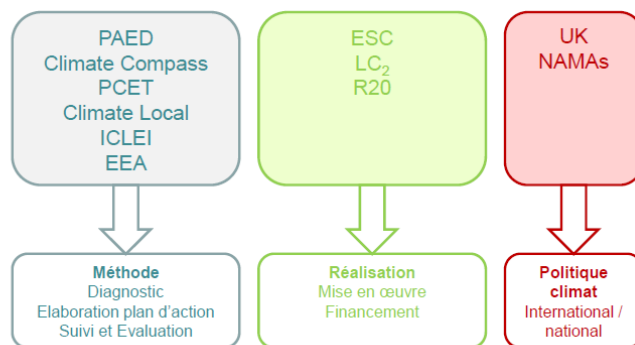 PAED
Climate Compass
PCET
Climate Local
ICLEI
EEA
ESC
LC₂
R20
UK
NAMAs
Méthode
Diagnostic
Elaboration plan d'action
Suivi et Evaluation
Réalisation
Mise en œuvre
Financement
Politique
climat
International /
national